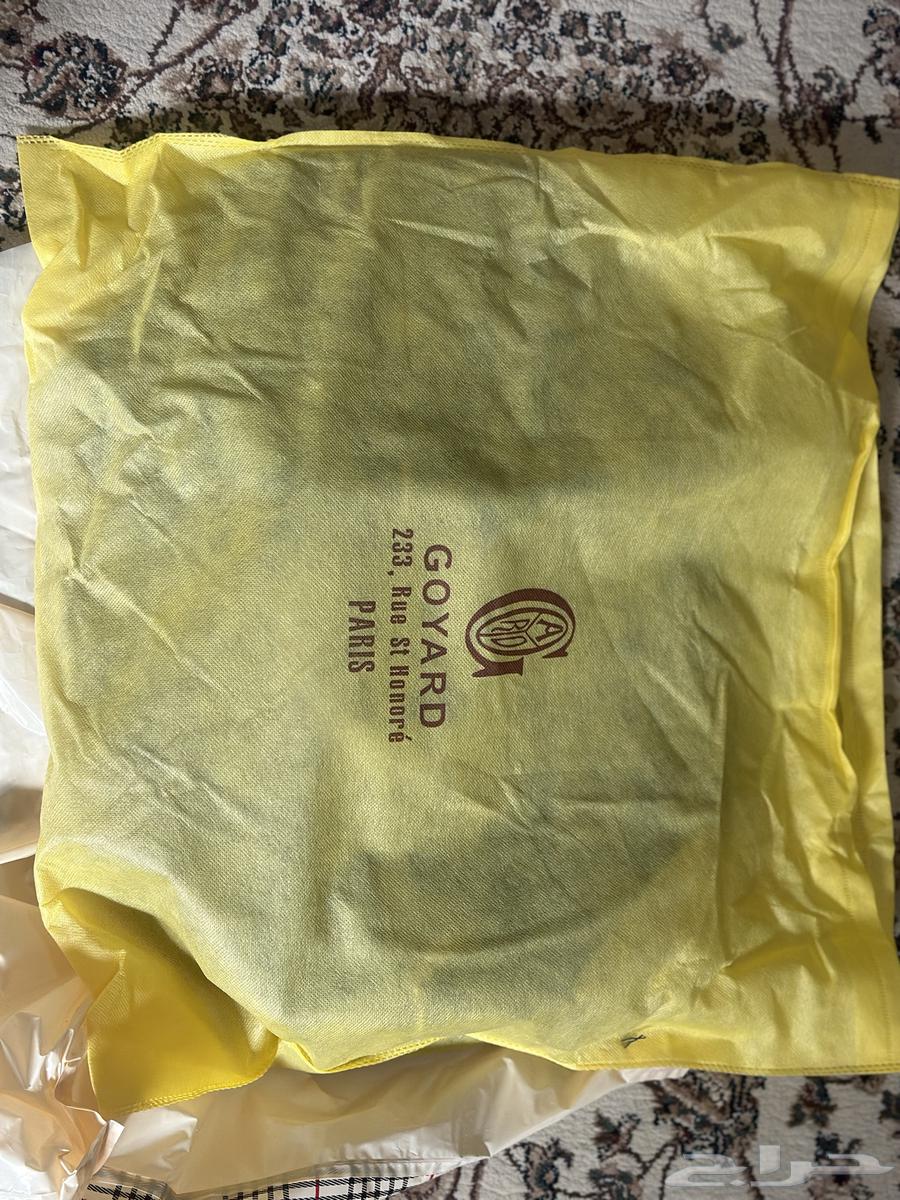 GOYARD
233, Rue St Honoré
PARIS
حراج